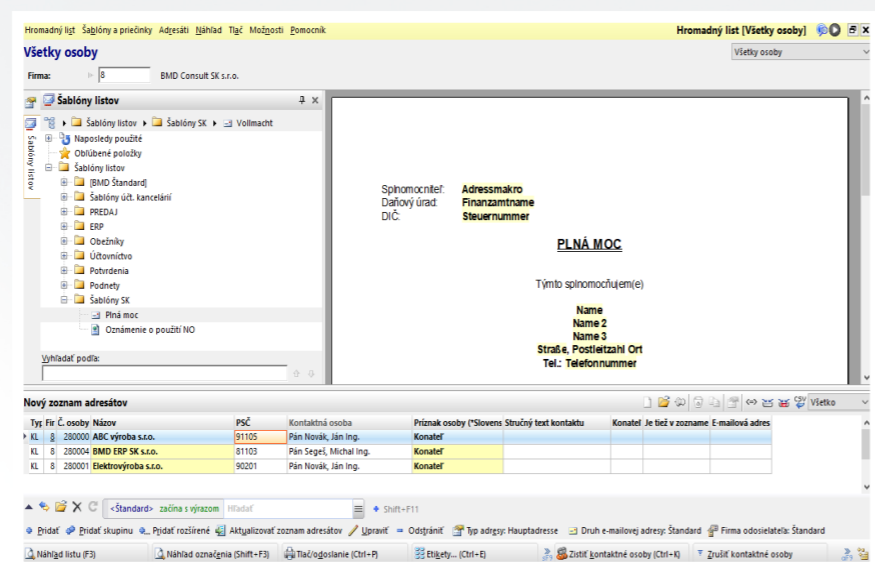 Hromadný list Šablóny a priečinky Adresáti Náhľad Tlač Možnosti Pomocník Hromadný list [Všetky osoby]
Všetky osoby Všetky osoby
Firma: 8 BMD Consult SK s.r.o.
Šablóny listov
Šablóny listov Šablóny SK Vollmacht
Šablóny listov
Naposledy použité
Obľúbené položky
Šablóny listov
[BMD Štandard]
Šablóny účt. kancelárií
PREDAJ
ERP
Obežníky
Účtovníctvo
Potvrdenia
Podnety
Šablóny SK
Plná moc
Oznámenie o použití NO
Vyhľadať podľa:
Splnomocniteľ: Adressmakro
Daňový úrad: Finanzamtname
DIČ: Steuernummer
PLNÁ MOC
Týmto splnomocňujem(e)
Name
Name 2
Name 3
Straße, Postleitzahl Ort
Tel.: Telefonnummer
Nový zoznam adresátov CSV Všetko
Typ Fir Č. osoby Názov PSČ Kontaktná osoba Príznak osoby (*Slovens Stručný text kontaktu Konateľ Je tiež v zozname E-mailová adres
KL 8 280000 ABC výroba s.r.o. 91105 Pán Novák, Ján Ing. Konateľ
KL 8 280004 BMD ERP SK s.r.o. 81103 Pán Segeš, Michal Ing. Konateľ
KL 8 280001 Elektrovýroba s.r.o. 90201 Pán Novák, Ján Ing. Konateľ
<Štandard> začína s výrazom Hľadať Shift+F11
Pridať Pridať skupinu Pridať rozšírené Aktualizovať zoznam adresátov Upraviť Odstrániť Typ adresy: Hauptadresse Druh e-mailovej adresy: Štandard Firma odosielateľa: Štandard
Náhľad listu (F3) Náhľad označenia (Shift+F3) Tlač/odoslanie (Ctrl+P) Etikety... (Ctrl+E) Zistiť kontaktné osoby (Ctrl+K) Zrušiť kontaktné osoby